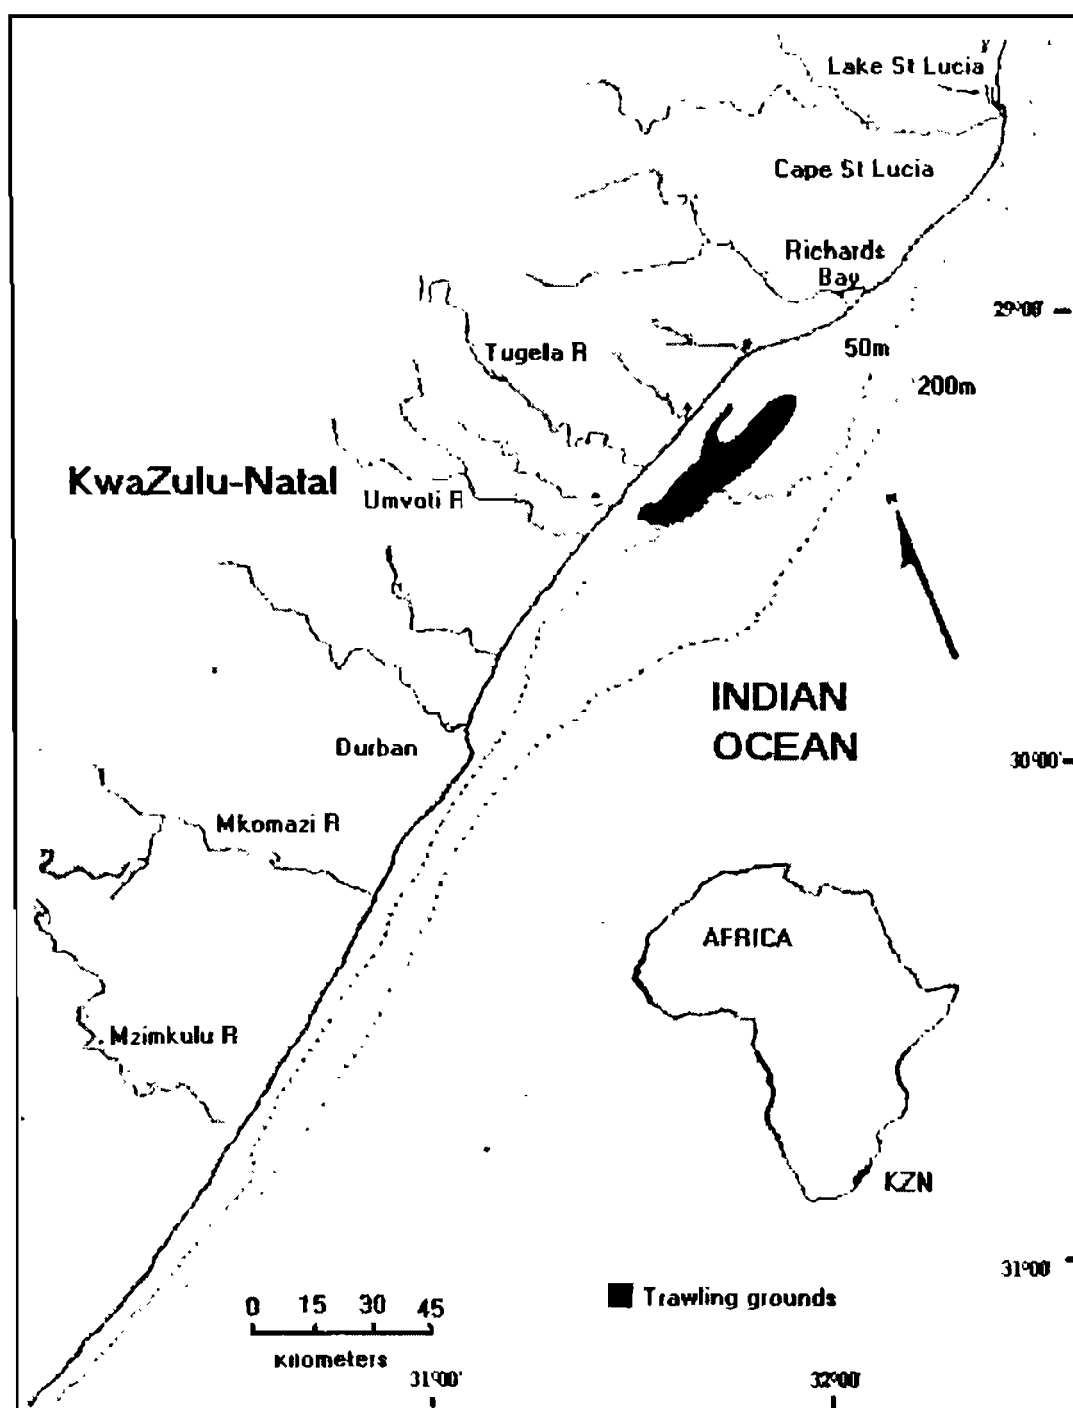 Lake St Lucia
Cape St Lucia
Richards
Bay
29°00'
50m
Tugela R
200m
KwaZulu-Natal
Umvoti R
INDIAN
OCEAN
Durban
30°00'
Mkomazi R
AFRICA
Mzimkulu R
KZN
31°00'
Trawling grounds
0 15 30 45
Kilometers
31°00'
32°00'